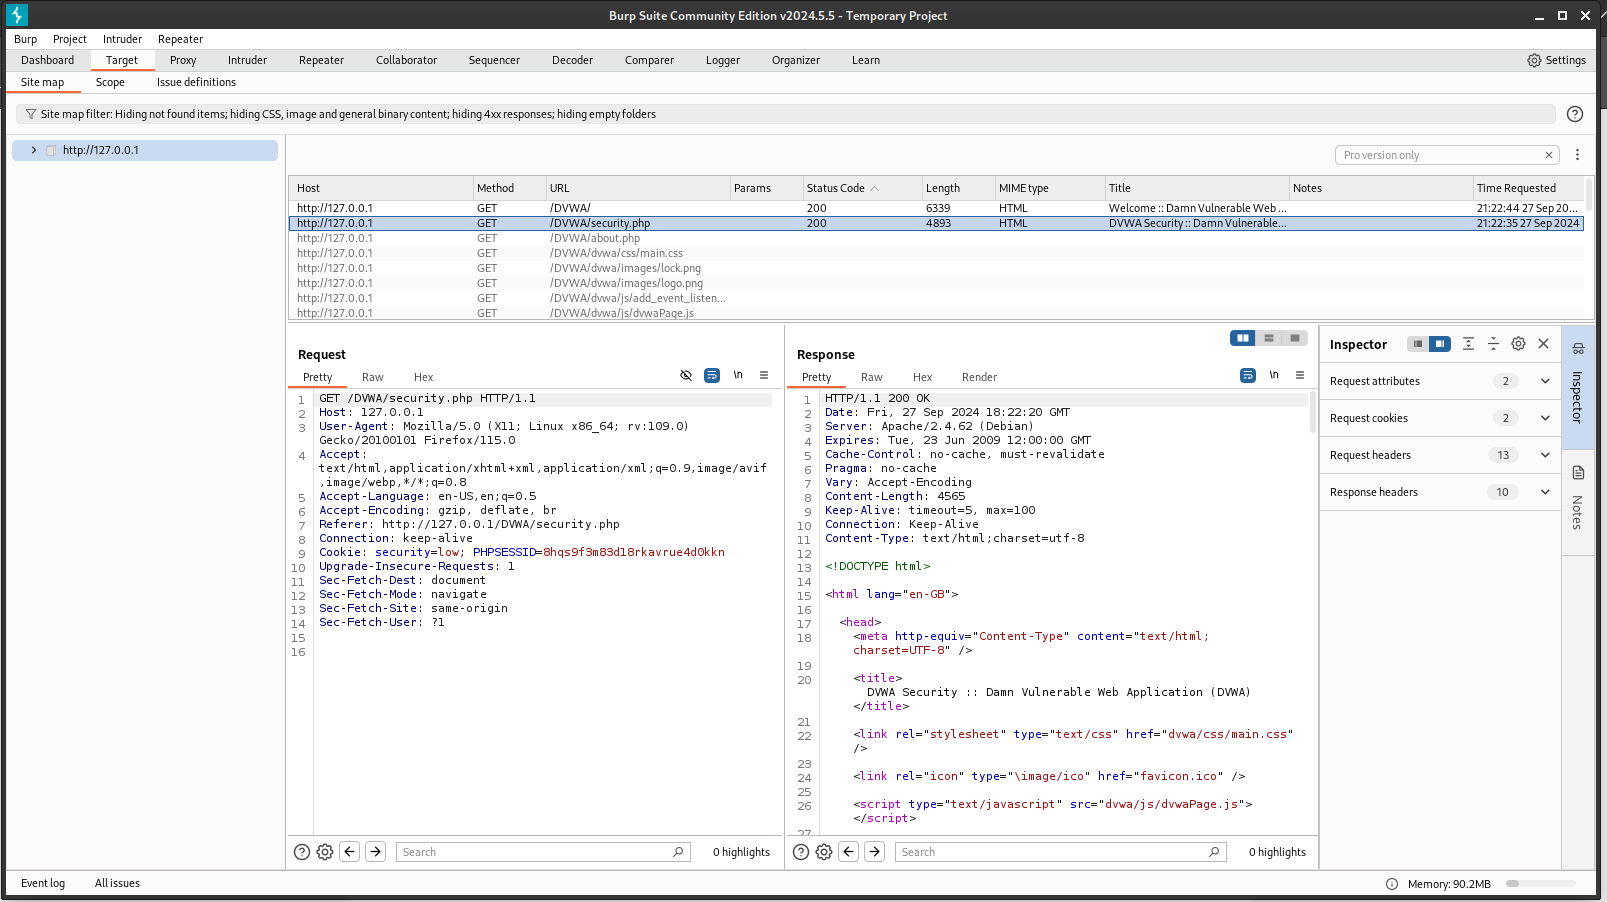 Burp Suite Community Edition v2024.5.5 - Temporary Project
Burp Project Intruder Repeater
Dashboard Target Proxy Intruder Repeater Collaborator Sequencer Decoder Comparer Logger Organizer Learn Settings
Site map Scope Issue definitions
Site map filter: Hiding not found items; hiding CSS, image and general binary content; hiding 4xx responses; hiding empty folders
http://127.0.0.1
Pro version only
Host Method URL Params Status Code Length MIME type Title Notes Time Requested
http://127.0.0.1 GET /DVWA/ 200 6339 HTML Welcome :: Damn Vulnerable Web ... 21:22:44 27 Sep 20...
http://127.0.0.1 GET /DVWA/security.php 200 4893 HTML DVWA Security :: Damn Vulnerable... 21:22:35 27 Sep 2024
http://127.0.0.1 GET /DVWA/about.php
http://127.0.0.1 GET /DVWA/dvwa/css/main.css
http://127.0.0.1 GET /DVWA/dvwa/images/lock.png
http://127.0.0.1 GET /DVWA/dvwa/images/logo.png
http://127.0.0.1 GET /DVWA/dvwa/js/add_event_listen...
http://127.0.0.1 GET /DVWA/dvwa/js/dvwaPage.js
Request
Pretty Raw Hex \n
1 GET /DVWA/security.php HTTP/1.1
2 Host: 127.0.0.1
3 User-Agent: Mozilla/5.0 (X11; Linux x86_64; rv:109.0)
Gecko/20100101 Firefox/115.0
4 Accept:
text/html,application/xhtml+xml,application/xml;q=0.9,image/avif
,image/webp,*/*;q=0.8
5 Accept-Language: en-US,en;q=0.5
6 Accept-Encoding: gzip, deflate, br
7 Referer: http://127.0.0.1/DVWA/security.php
8 Connection: keep-alive
9 Cookie: security=low; PHPSESSID=8hqs9f3m83d18rkavrue4d0kkn
10 Upgrade-Insecure-Requests: 1
11 Sec-Fetch-Dest: document
12 Sec-Fetch-Mode: navigate
13 Sec-Fetch-Site: same-origin
14 Sec-Fetch-User: ?1
15
16
Search 0 highlights
Response
Pretty Raw Hex Render \n
1 HTTP/1.1 200 OK
2 Date: Fri, 27 Sep 2024 18:22:20 GMT
3 Server: Apache/2.4.62 (Debian)
4 Expires: Tue, 23 Jun 2009 12:00:00 GMT
5 Cache-Control: no-cache, must-revalidate
6 Pragma: no-cache
7 Vary: Accept-Encoding
8 Content-Length: 4565
9 Keep-Alive: timeout=5, max=100
10 Connection: Keep-Alive
11 Content-Type: text/html;charset=utf-8
12
13 <!DOCTYPE html>
14
15 <html lang="en-GB">
16
17 <head>
18 <meta http-equiv="Content-Type" content="text/html;
charset=UTF-8" />
19
20 <title>
DVWA Security :: Damn Vulnerable Web Application (DVWA)
</title>
21
22 <link rel="stylesheet" type="text/css" href="dvwa/css/main.css"
/>
23
24 <link rel="icon" type="\image/ico" href="favicon.ico" />
25
26 <script type="text/javascript" src="dvwa/js/dvwaPage.js">
</script>
27
Search 0 highlights
Inspector
Request attributes 2
Request cookies 2
Request headers 13
Response headers 10
Inspector
Notes
Event log All issues Memory: 90.2MB